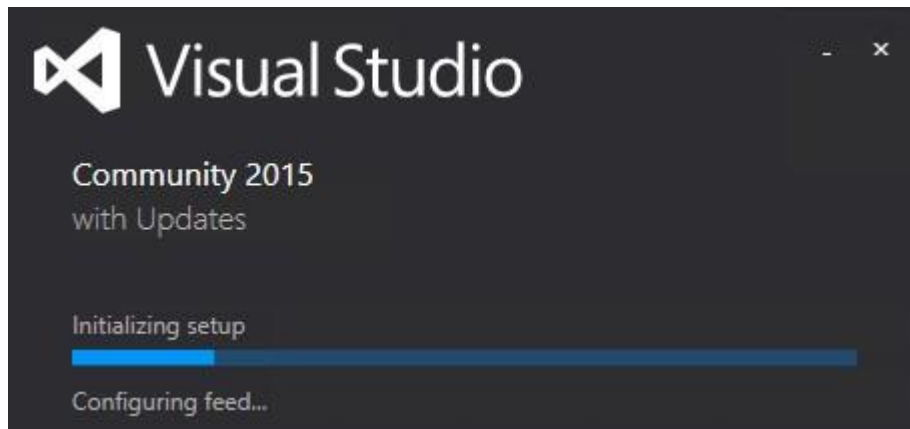 Visual Studio
Community 2015
with Updates
Initializing setup
Configuring feed...